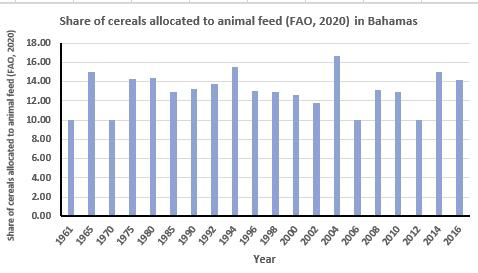 Share of cereals allocated to animal feed (FAO, 2020) in Bahamas
Share of cereals allocated to animal feed (FAO, 2020)
18.00
16.00
14.00
12.00
10.00
8.00
6.00
4.00
2.00
0.00
1961 1965 1970 1975 1980 1985 1990 1992 1994 1996 1998 2000 2002 2004 2006 2008 2010 2012 2014 2016
Year